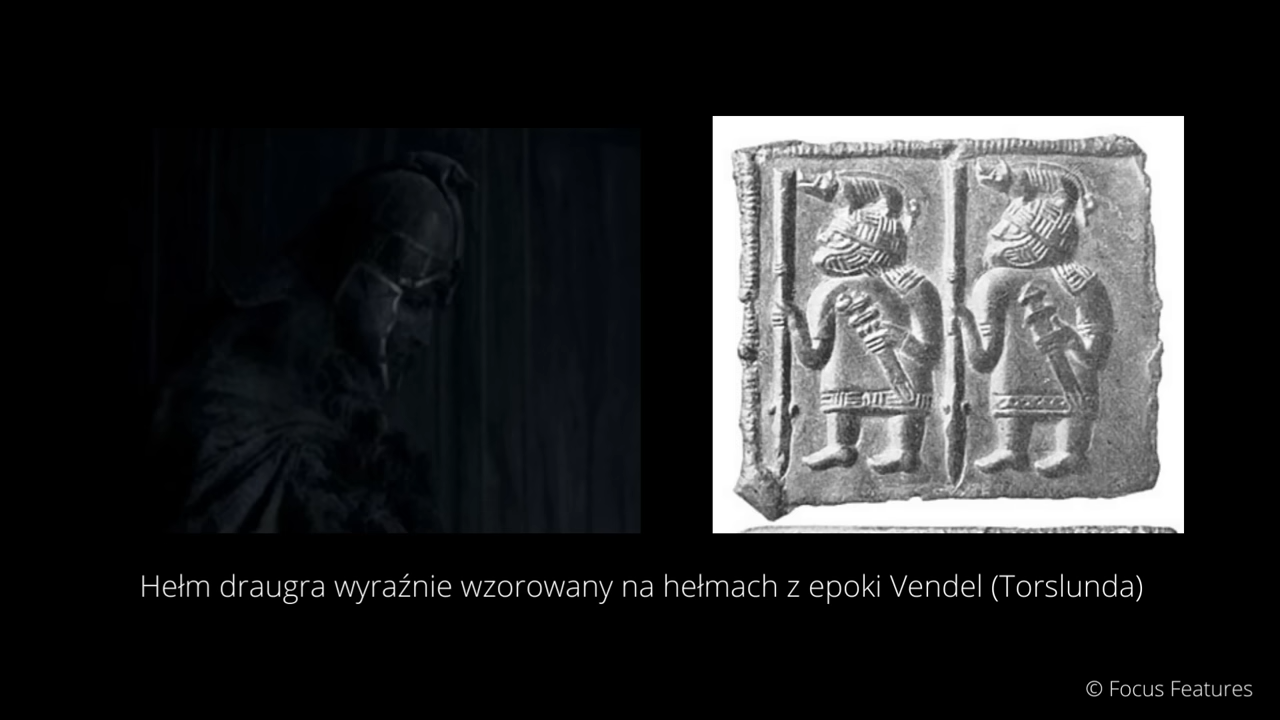 Hełm draugra wyraźnie wzorowany na hełmach z epoki Vendel (Torslunda)
© Focus Features